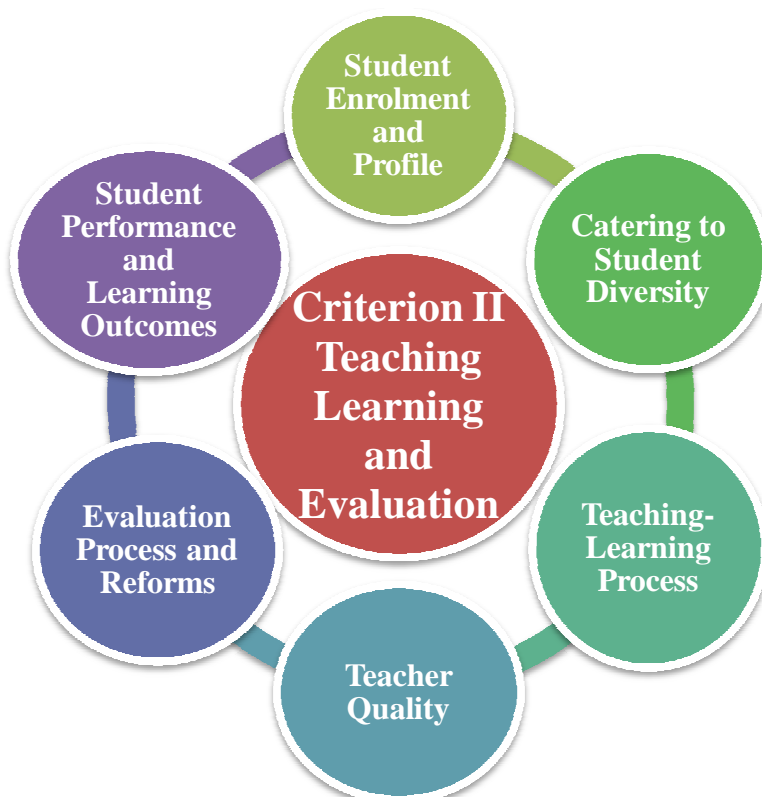 Student
Enrolment
and
Profile
Catering to
Student
Diversity
Teaching-
Learning
Process
Teacher
Quality
Evaluation
Process and
Reforms
Student
Performance
and
Learning
Outcomes
Criterion II
Teaching
Learning
and
Evaluation